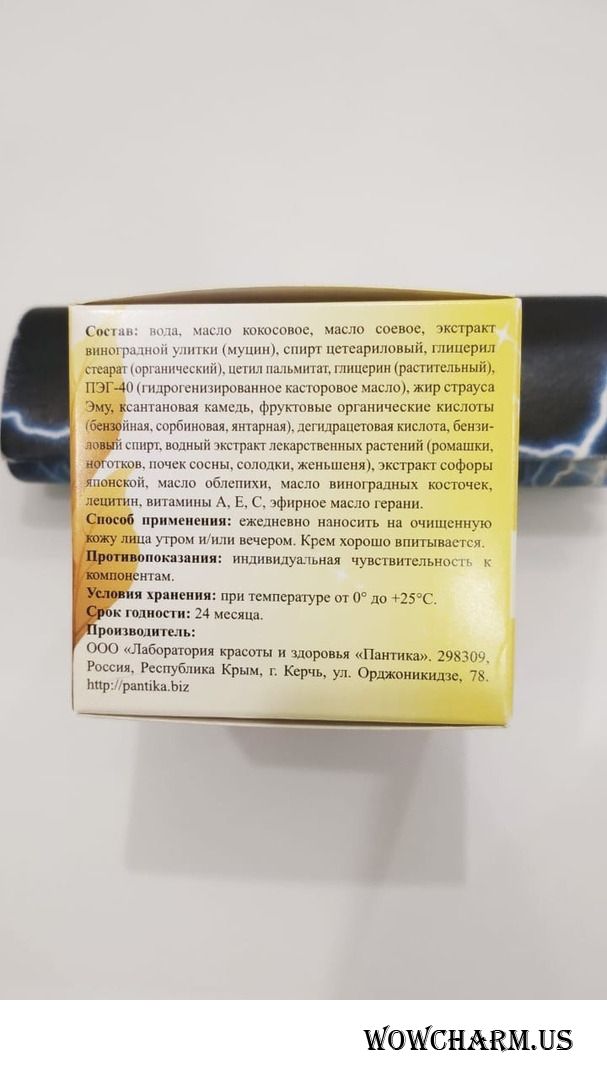 Состав: вода, масло кокосовое, масло соевое, экстракт
виноградной улитки (муцин), спирт цетеариловый, глицерил
стеарат (органический), цетил пальмитат, глицерин (растительный),
ПЭГ-40 (гидрогенизированное касторовое масло), жир страуса
Эму, ксантановая камедь, фруктовые органические кислоты
(бензойная, сорбиновая, янтарная), дегидрацетовая кислота, бензи-
ловый спирт, водный экстракт лекарственных растений (ромашки,
ноготков, почек сосны, солодки, женьшеня), экстракт софоры
японской, масло облепихи, масло виноградных косточек,
лецитин, витамины А, Е, С, эфирное масло герани.
Способ применения: ежедневно наносить на очищенную
кожу лица утром и/или вечером. Крем хорошо впитывается.
Противопоказания: индивидуальная чувствительность к
компонентам.
Условия хранения: при температуре от 0° до +25°С.
Срок годности: 24 месяца.
Производитель:
ООО «Лаборатория красоты и здоровья «Пантика». 298309,
Россия, Республика Крым, г. Керчь, ул. Орджоникидзе, 78.
http://pantika.biz
WOWCHARM.US